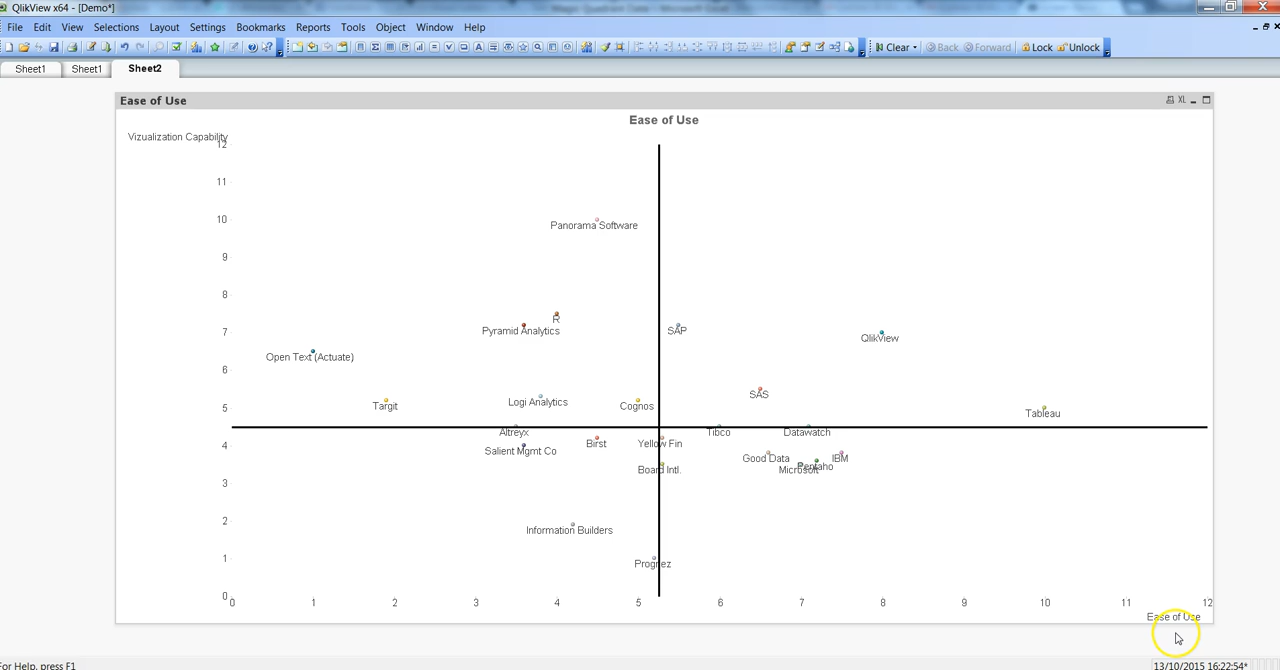 QlikView x64 - [Demo*]
File Edit View Selections Layout Settings Bookmarks Reports Tools Object Window Help
Clear Back Forward Lock Unlock
Sheet1 Sheet1 Sheet2
Ease of Use XL
Ease of Use
Vizualization Capability
12
11
10
Panorama Software
9
8
R
7
Pyramid Analytics SAP
QlikView
Open Text (Actuate)
6
SAS
Logi Analytics
5
Targit Cognos
Tableau
Altreyx Tibco Datawatch
4
Birst Yellow Fin
Salient Mgmt Co
Good Data IBM
Pentaho
Board Intl. Microsoft
3
2
Information Builders
1
Prognez
0
0 1 2 3 4 5 6 7 8 9 10 11 12
Ease of Use
For Help, press F1 13/10/2015 16:22:54*